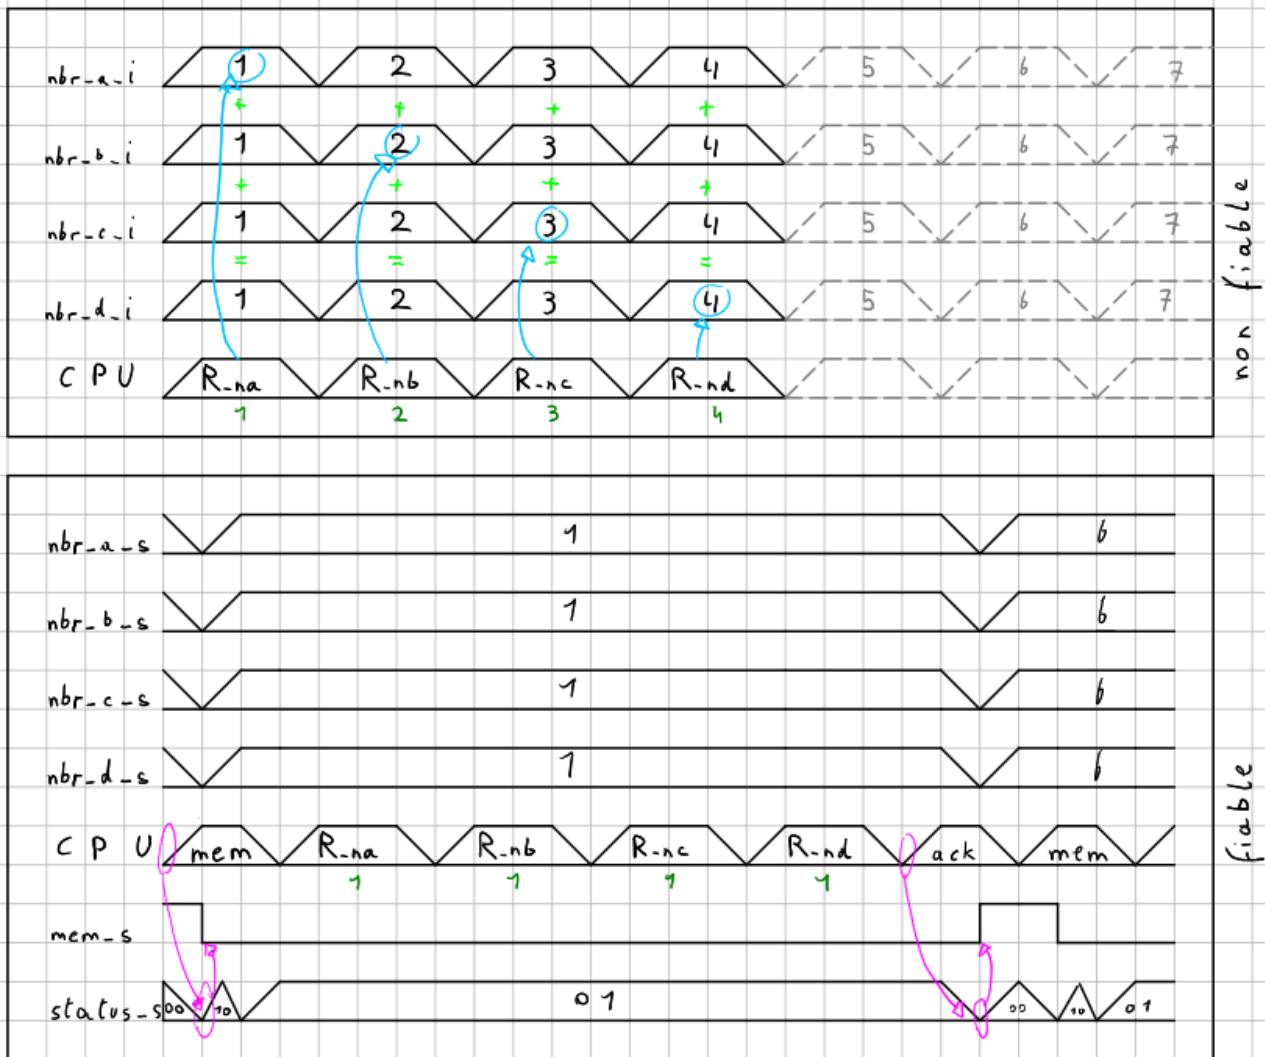 nbr_a_i 1 2 3 4 5 6 7
+ + + +
nbr_b_i 1 2 3 4 5 6 7
+ + + +
nbr_c_i 1 2 3 4 5 6 7
= = = =
nbr_d_i 1 2 3 4 5 6 7
CPU R_na R_nb R_nc R_nd
1 2 3 4
non fiable
nbr_a_s 1 6
nbr_b_s 1 6
nbr_c_s 1 6
nbr_d_s 1 6
CPU mem R_na R_nb R_nc R_nd ack mem
1 1 1 1
mem_s
status_s 00 10 01 00 10 01
fiable